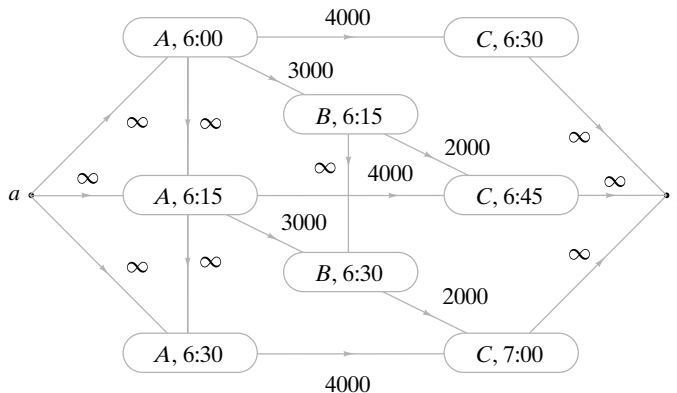 4000
A, 6:00
C, 6:30
3000
B, 6:15
∞
∞
∞
2000
∞
∞
4000
∞
a
A, 6:15
C, 6:45
3000
∞
∞
∞
B, 6:30
2000
A, 6:30
C, 7:00
4000